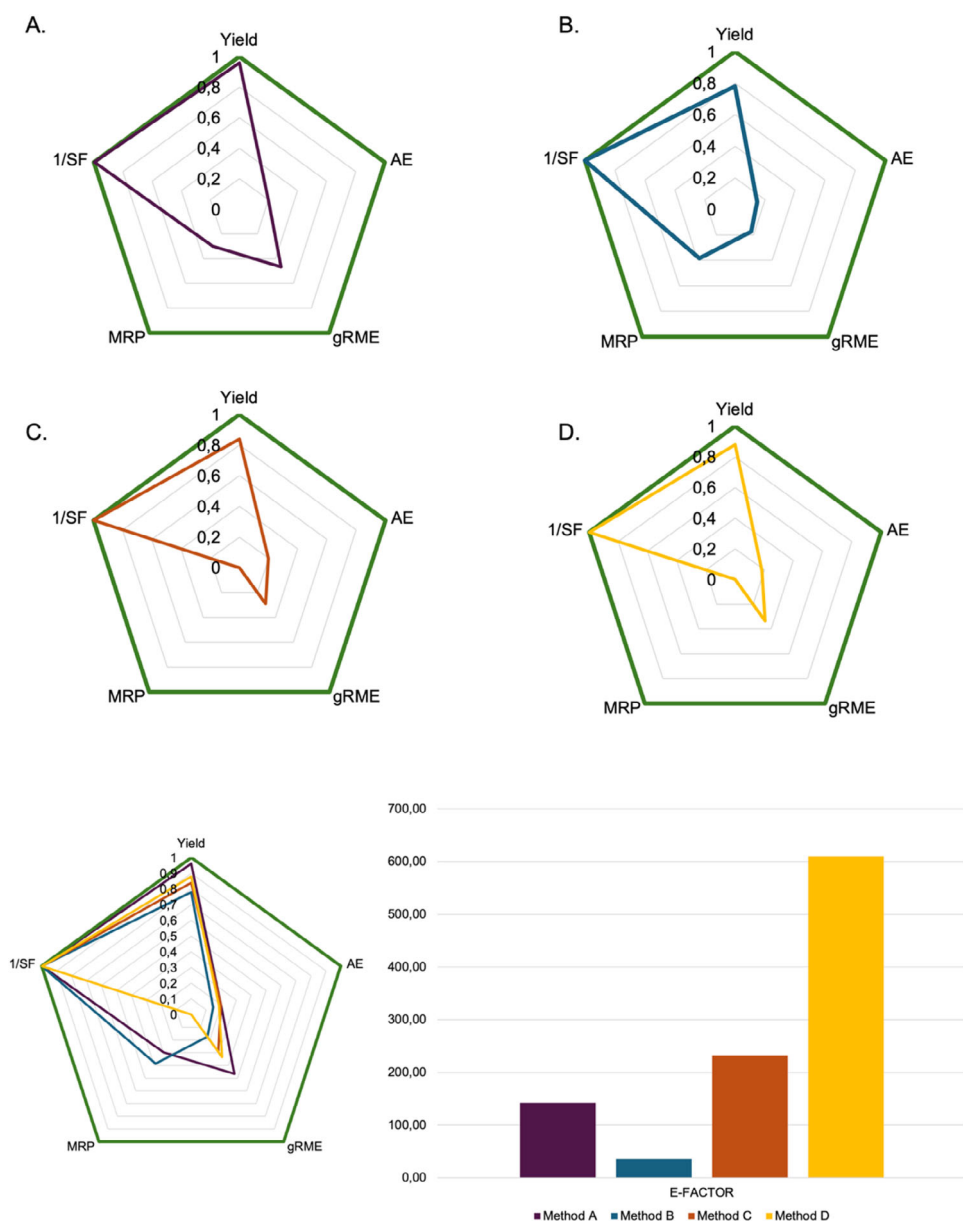 A.
Yield
1
0,8
0,6
0,4
0,2
0
1/SF
AE
MRP
gRME
B.
Yield
1
0,8
0,6
0,4
0,2
0
1/SF
AE
MRP
gRME
C.
Yield
1
0,8
0,6
0,4
0,2
0
1/SF
AE
MRP
gRME
D.
Yield
1
0,8
0,6
0,4
0,2
0
1/SF
AE
MRP
gRME
Yield
1
0,9
0,8
0,7
0,6
0,5
0,4
0,3
0,2
0,1
0
1/SF
AE
MRP
gRME
700,00
600,00
500,00
400,00
300,00
200,00
100,00
0,00
E-FACTOR
Method A Method B Method C Method D